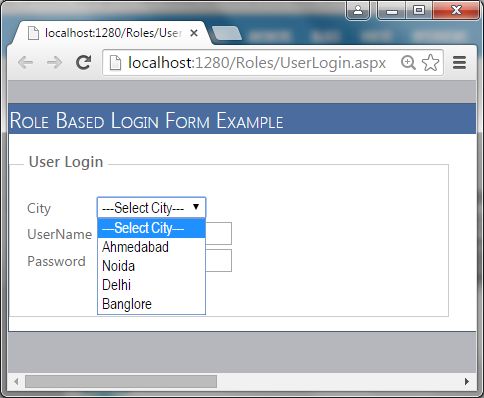 localhost:1280/Roles/User
localhost:1280/Roles/UserLogin.aspx
Role Based Login Form Example
User Login
City ---Select City---
---Select City---
UserName
Ahmedabad
Password
Noida
Delhi
Banglore